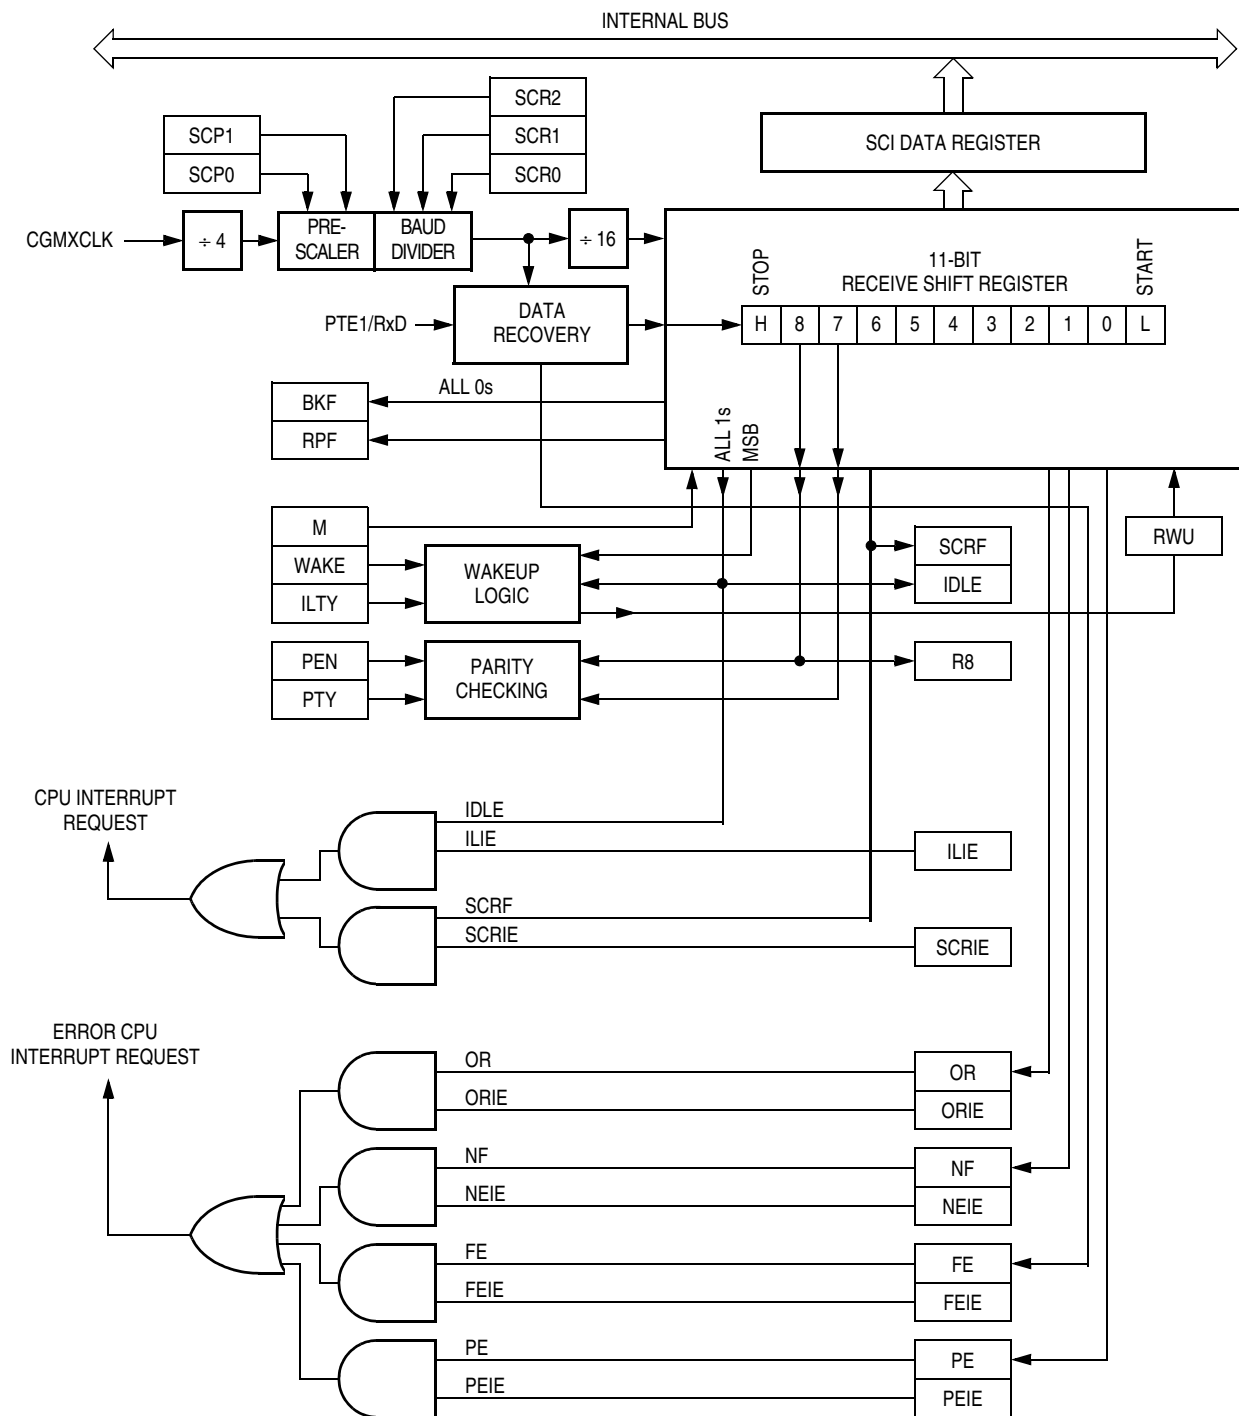 INTERNAL BUS
SCR2
SCR1
SCR0
SCP1
SCP0
SCI DATA REGISTER
CGMXCLK
÷ 4
PRE-
SCALER
BAUD
DIVIDER
÷ 16
STOP
11-BIT
RECEIVE SHIFT REGISTER
START
PTE1/RxD
DATA
RECOVERY
H 8 7 6 5 4 3 2 1 0 L
ALL 0s
BKF
RPF
ALL 1s
MSB
M
WAKE
ILTY
WAKEUP
LOGIC
SCRF
IDLE
RWU
PEN
PTY
PARITY
CHECKING
R8
CPU INTERRUPT
REQUEST
IDLE
ILIE
ILIE
SCRF
SCRIE
SCRIE
ERROR CPU
INTERRUPT REQUEST
OR
OR
ORIE
ORIE
NF
NF
NEIE
NEIE
FE
FE
FEIE
FEIE
PE
PE
PEIE
PEIE